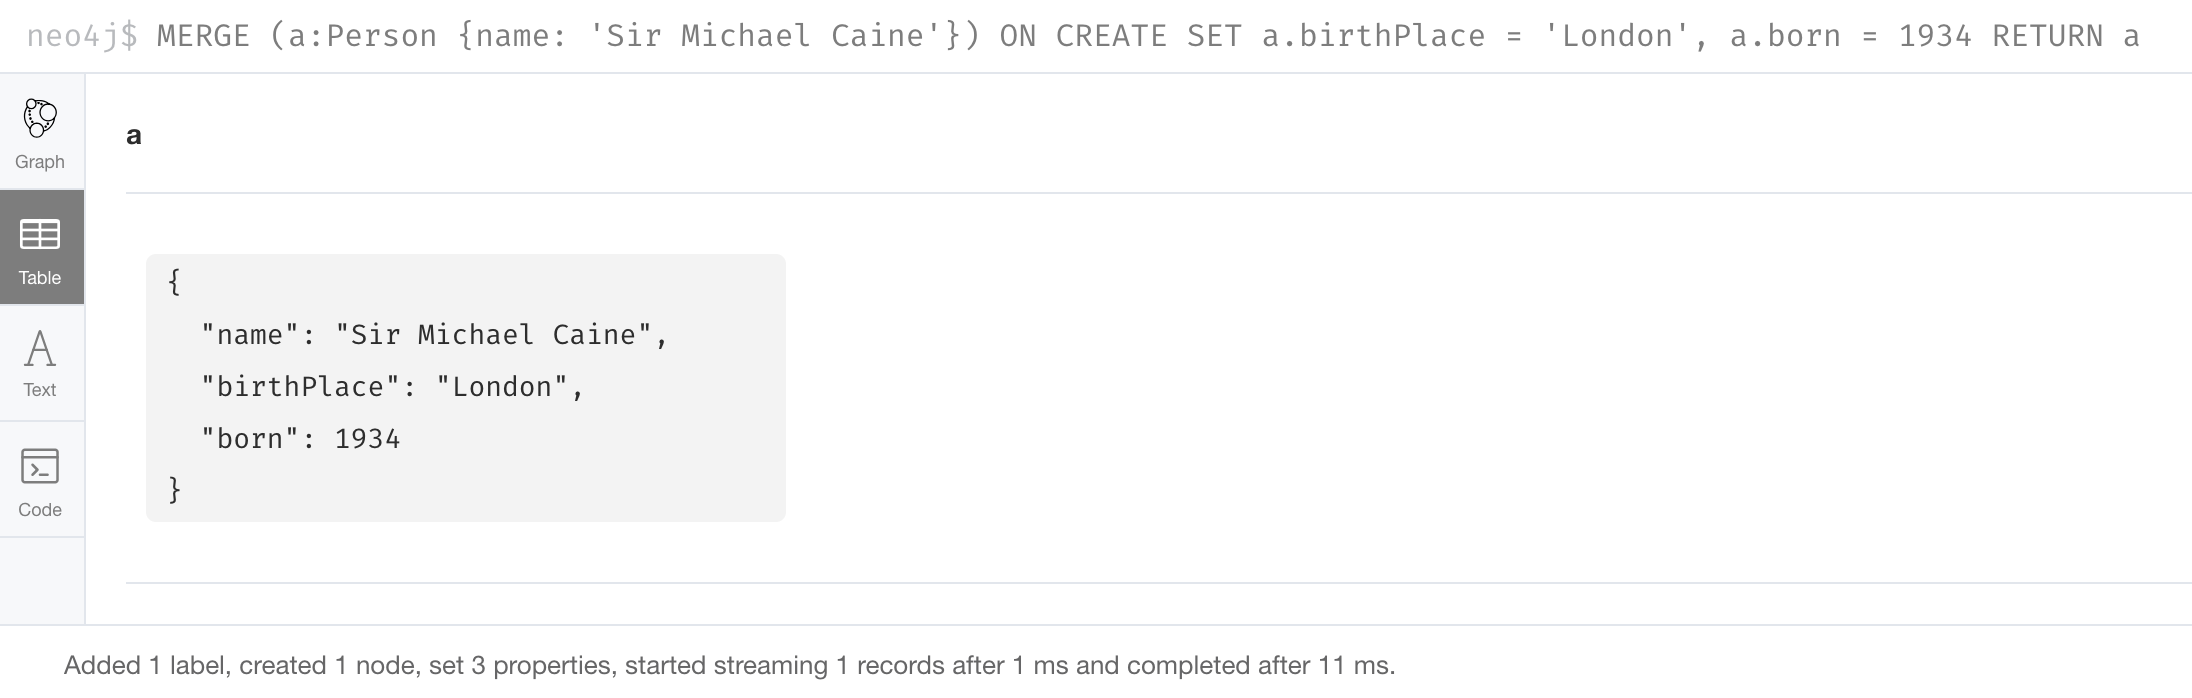 neo4j$ MERGE (a:Person {name: 'Sir Michael Caine'}) ON CREATE SET a.birthPlace = 'London', a.born = 1934 RETURN a
Graph
Table
Text
Code
a
{
"name": "Sir Michael Caine",
"birthPlace": "London",
"born": 1934
}
Added 1 label, created 1 node, set 3 properties, started streaming 1 records after 1 ms and completed after 11 ms.